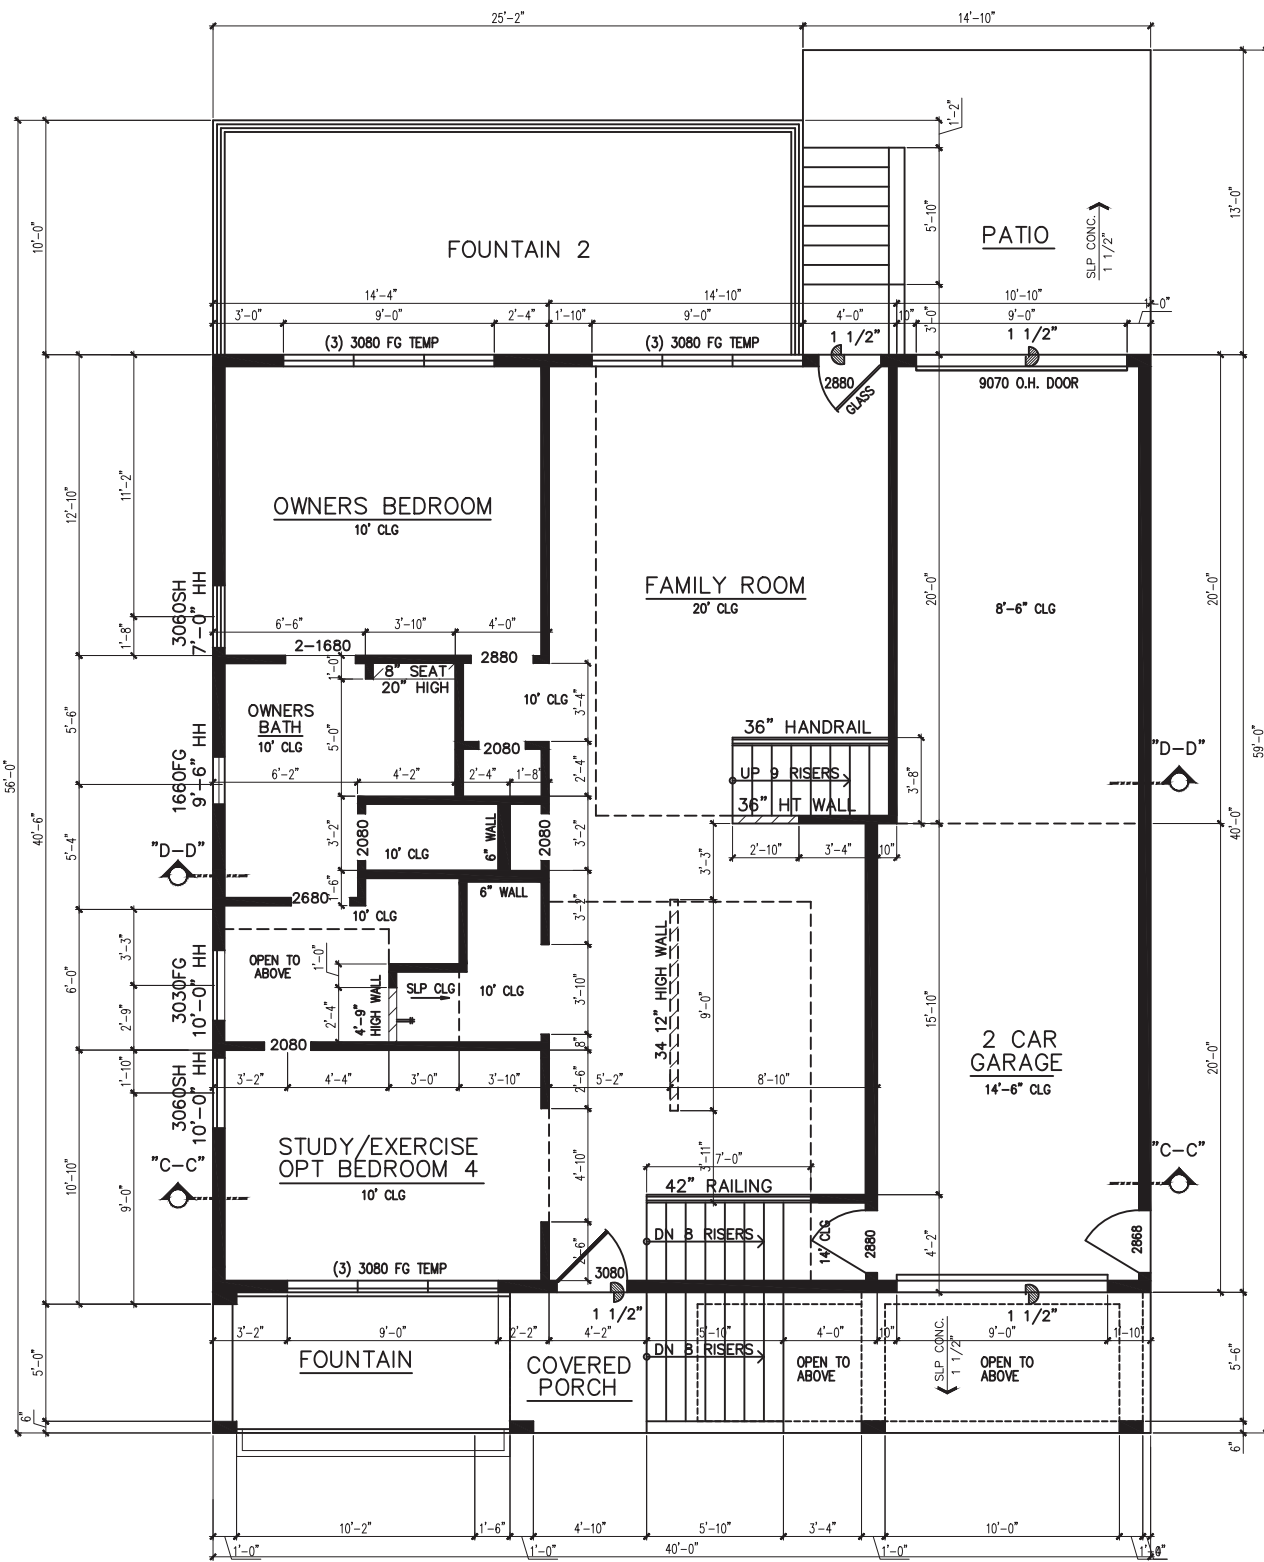 25'-2"
14'-10"
1'-2"
10'-0"
5'-10"
13'-0"
FOUNTAIN 2
PATIO
SLP CONC.
1 1/2"
14'-4"
14'-10"
10'-10"
1'-0"
3'-0"
9'-0"
2'-4"
1'-10"
9'-0"
4'-0"
10"
3'-0"
9'-0"
(3) 3080 FG TEMP
(3) 3080 FG TEMP
1 1/2"
1 1/2"
2880
GLASS
9070 O.H. DOOR
11'-2"
12'-10"
OWNERS BEDROOM
10' CLG
FAMILY ROOM
20' CLG
20'-0"
8'-6" CLG
20'-0"
3060SH
7'-0" HH
1'-8"
6'-6"
3'-10"
4'-0"
2-1680
2880
1'-0"
8" SEAT
20" HIGH
10' CLG
3'-4"
5'-6"
OWNERS
BATH
10' CLG
5'-0"
2080
36" HANDRAIL
"D-D"
56'-0"
59'-0"
1660FG
9'-6" HH
6'-2"
4'-2"
2'-4"
1'-8"
2'-4"
UP 9 RISERS
3'-8"
36" HT WALL
40'-6"
40'-0"
5'-4"
"D-D"
3'-2"
2080
10' CLG
6" WALL
2080
3'-2"
3'-3"
2'-10"
3'-4"
10"
1'-6"
2680
10' CLG
6" WALL
3'-2"
3'-3"
6'-0"
2'-9"
3030FG
10'-0" HH
OPEN TO
ABOVE
1'-0"
2'-4"
4'-9"
HIGH WALL
SLP CLG
10' CLG
3'-10"
34 12" HIGH WALL
9'-0"
15'-10"
2080
8"
2 CAR
GARAGE
14'-6" CLG
20'-0"
1'-10"
3060SH
10'-0" HH
3'-2"
4'-4"
3'-0"
3'-10"
5'-2"
2'-6"
8'-10"
"C-C"
STUDY/EXERCISE
OPT BEDROOM 4
10' CLG
4'-10"
3'-11"
7'-0"
42" RAILING
"C-C"
10'-10"
9'-0"
DN 8 RISERS
14' CLG
2880
4'-2"
2868
(3) 3080 FG TEMP
2'-6"
3080
1 1/2"
1 1/2"
3'-2"
9'-0"
2'-2"
4'-2"
5'-10"
4'-0"
10"
9'-0"
1'-10"
5'-0"
FOUNTAIN
COVERED
PORCH
DN 8 RISERS
OPEN TO
ABOVE
SLP CONC.
1 1/2"
OPEN TO
ABOVE
5'-6"
6"
6"
10'-2"
1'-6"
4'-10"
5'-10"
3'-4"
10'-0"
1'-0"
1'-0"
40'-0"
1'-0"